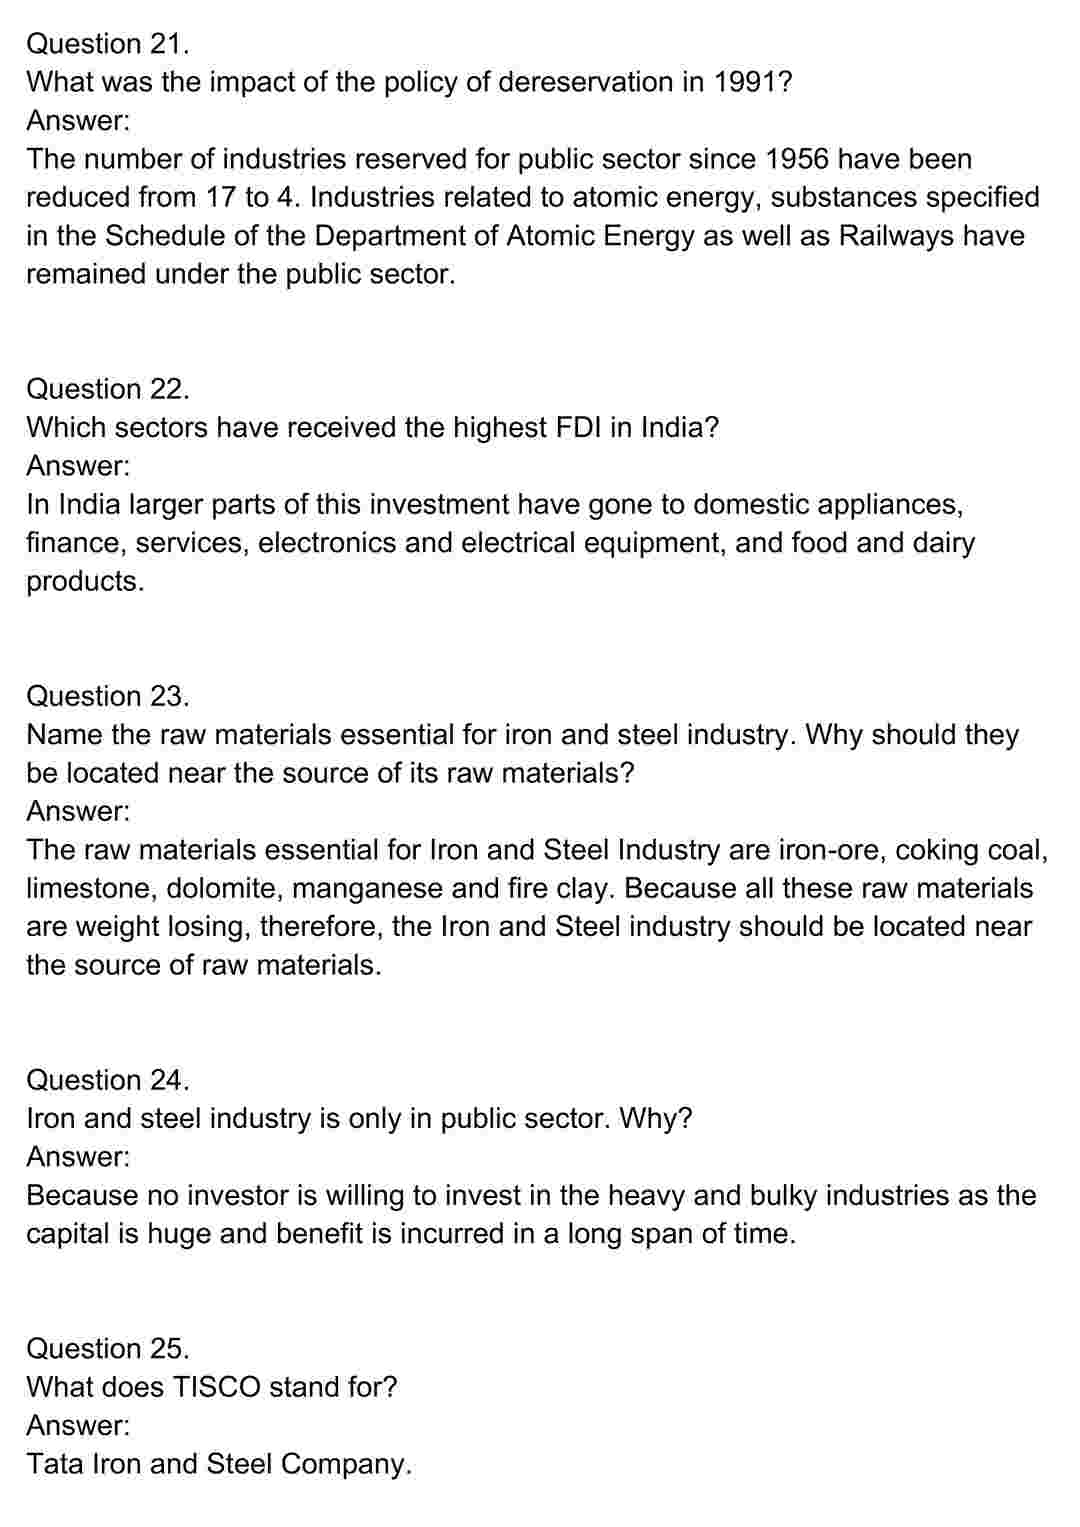 Question 21.
What was the impact of the policy of dereservation in 1991?
Answer:
The number of industries reserved for public sector since 1956 have been
reduced from 17 to 4. Industries related to atomic energy, substances specified
in the Schedule of the Department of Atomic Energy as well as Railways have
remained under the public sector.
Question 22.
Which sectors have received the highest FDI in India?
Answer:
In India larger parts of this investment have gone to domestic appliances,
finance, services, electronics and electrical equipment, and food and dairy
products.
Question 23.
Name the raw materials essential for iron and steel industry. Why should they
be located near the source of its raw materials?
Answer:
The raw materials essential for Iron and Steel Industry are iron-ore, coking coal,
limestone, dolomite, manganese and fire clay. Because all these raw materials
are weight losing, therefore, the Iron and Steel industry should be located near
the source of raw materials.
Question 24.
Iron and steel industry is only in public sector. Why?
Answer:
Because no investor is willing to invest in the heavy and bulky industries as the
capital is huge and benefit is incurred in a long span of time.
Question 25.
What does TISCO stand for?
Answer:
Tata Iron and Steel Company.